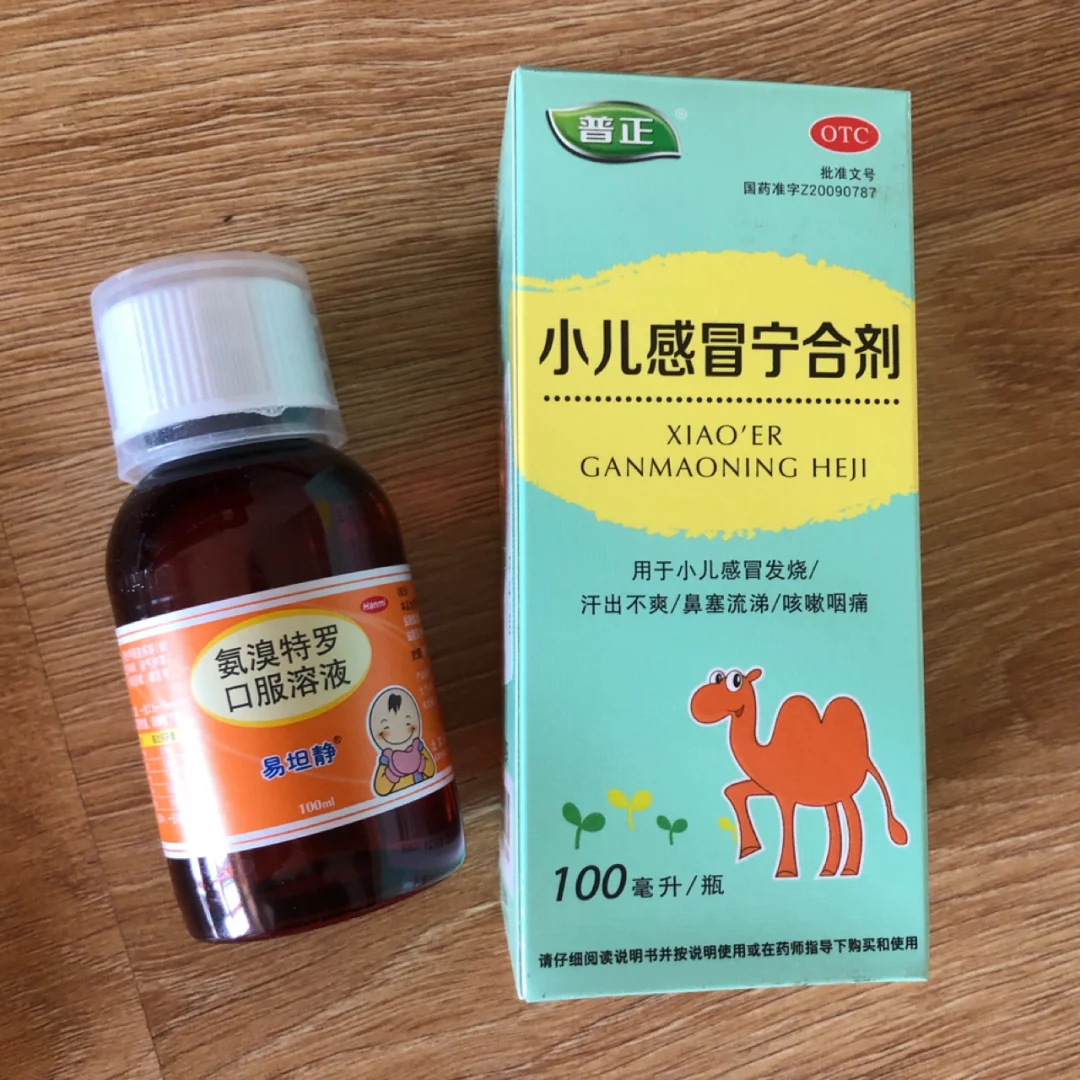 Hanmi
氨溴特罗
口服溶液
易坦静®
100ml
普正®
OTC
批准文号
国药准字Z20090787
小儿感冒宁合剂
XIAO'ER
GANMAONING HEJI
用于小儿感冒发烧/
汗出不爽/鼻塞流涕/咳嗽咽痛
100毫升/瓶
请仔细阅读说明书并按说明使用或在药师指导下购买和使用